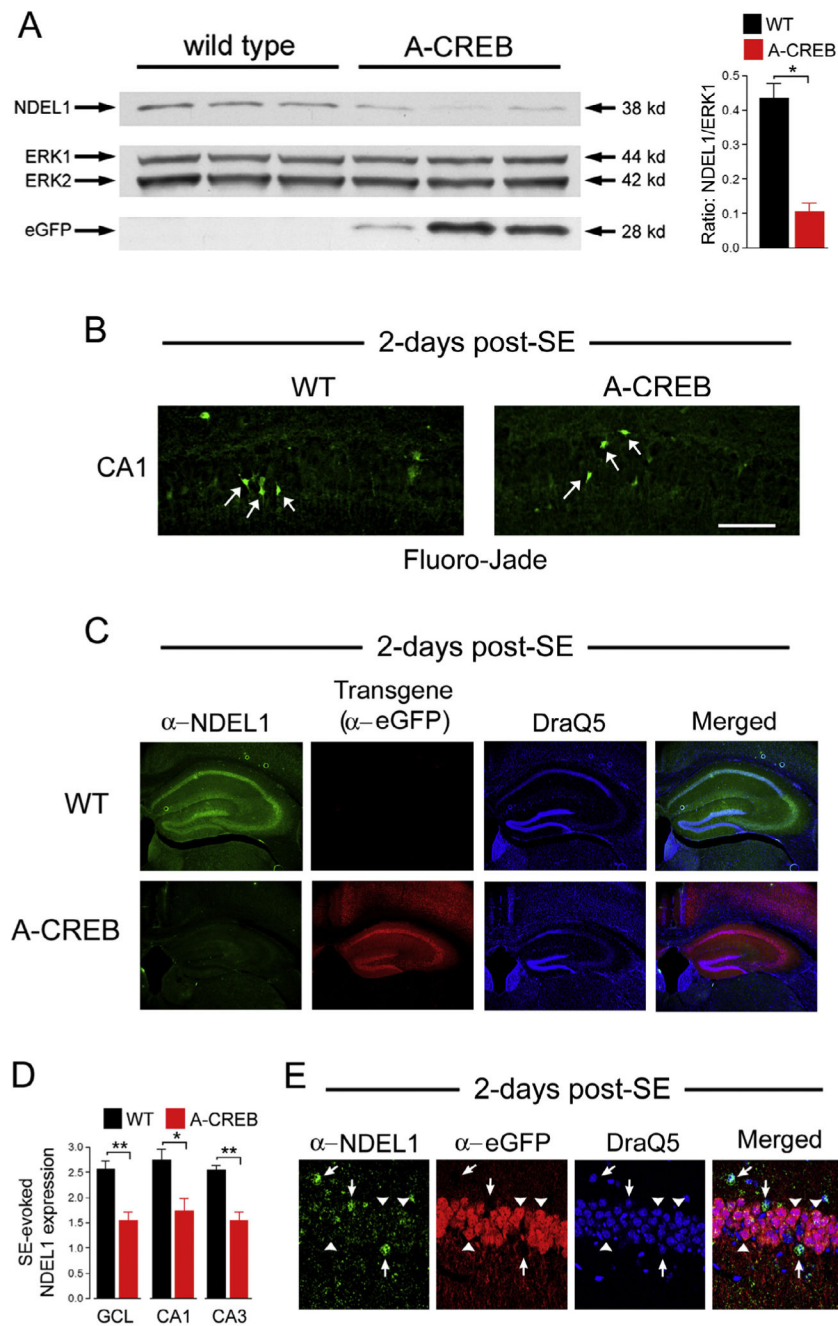 A
wild type A-CREB
NDEL1 38 kd
ERK1 44 kd
ERK2 42 kd
eGFP 28 kd
WT
A-CREB
*
Ratio: NDEL1/ERK1
0.5
0.4
0.3
0.2
0.1
0.0
B
2-days post-SE
WT A-CREB
CA1
Fluoro-Jade
C
2-days post-SE
α–NDEL1 Transgene (α–eGFP) DraQ5 Merged
WT
A-CREB
D
WT A-CREB
** * **
SE-evoked
NDEL1 expression
3.0
2.5
2.0
1.5
1.0
0.5
0.0
GCL CA1 CA3
E
2-days post-SE
α–NDEL1 α–eGFP DraQ5 Merged